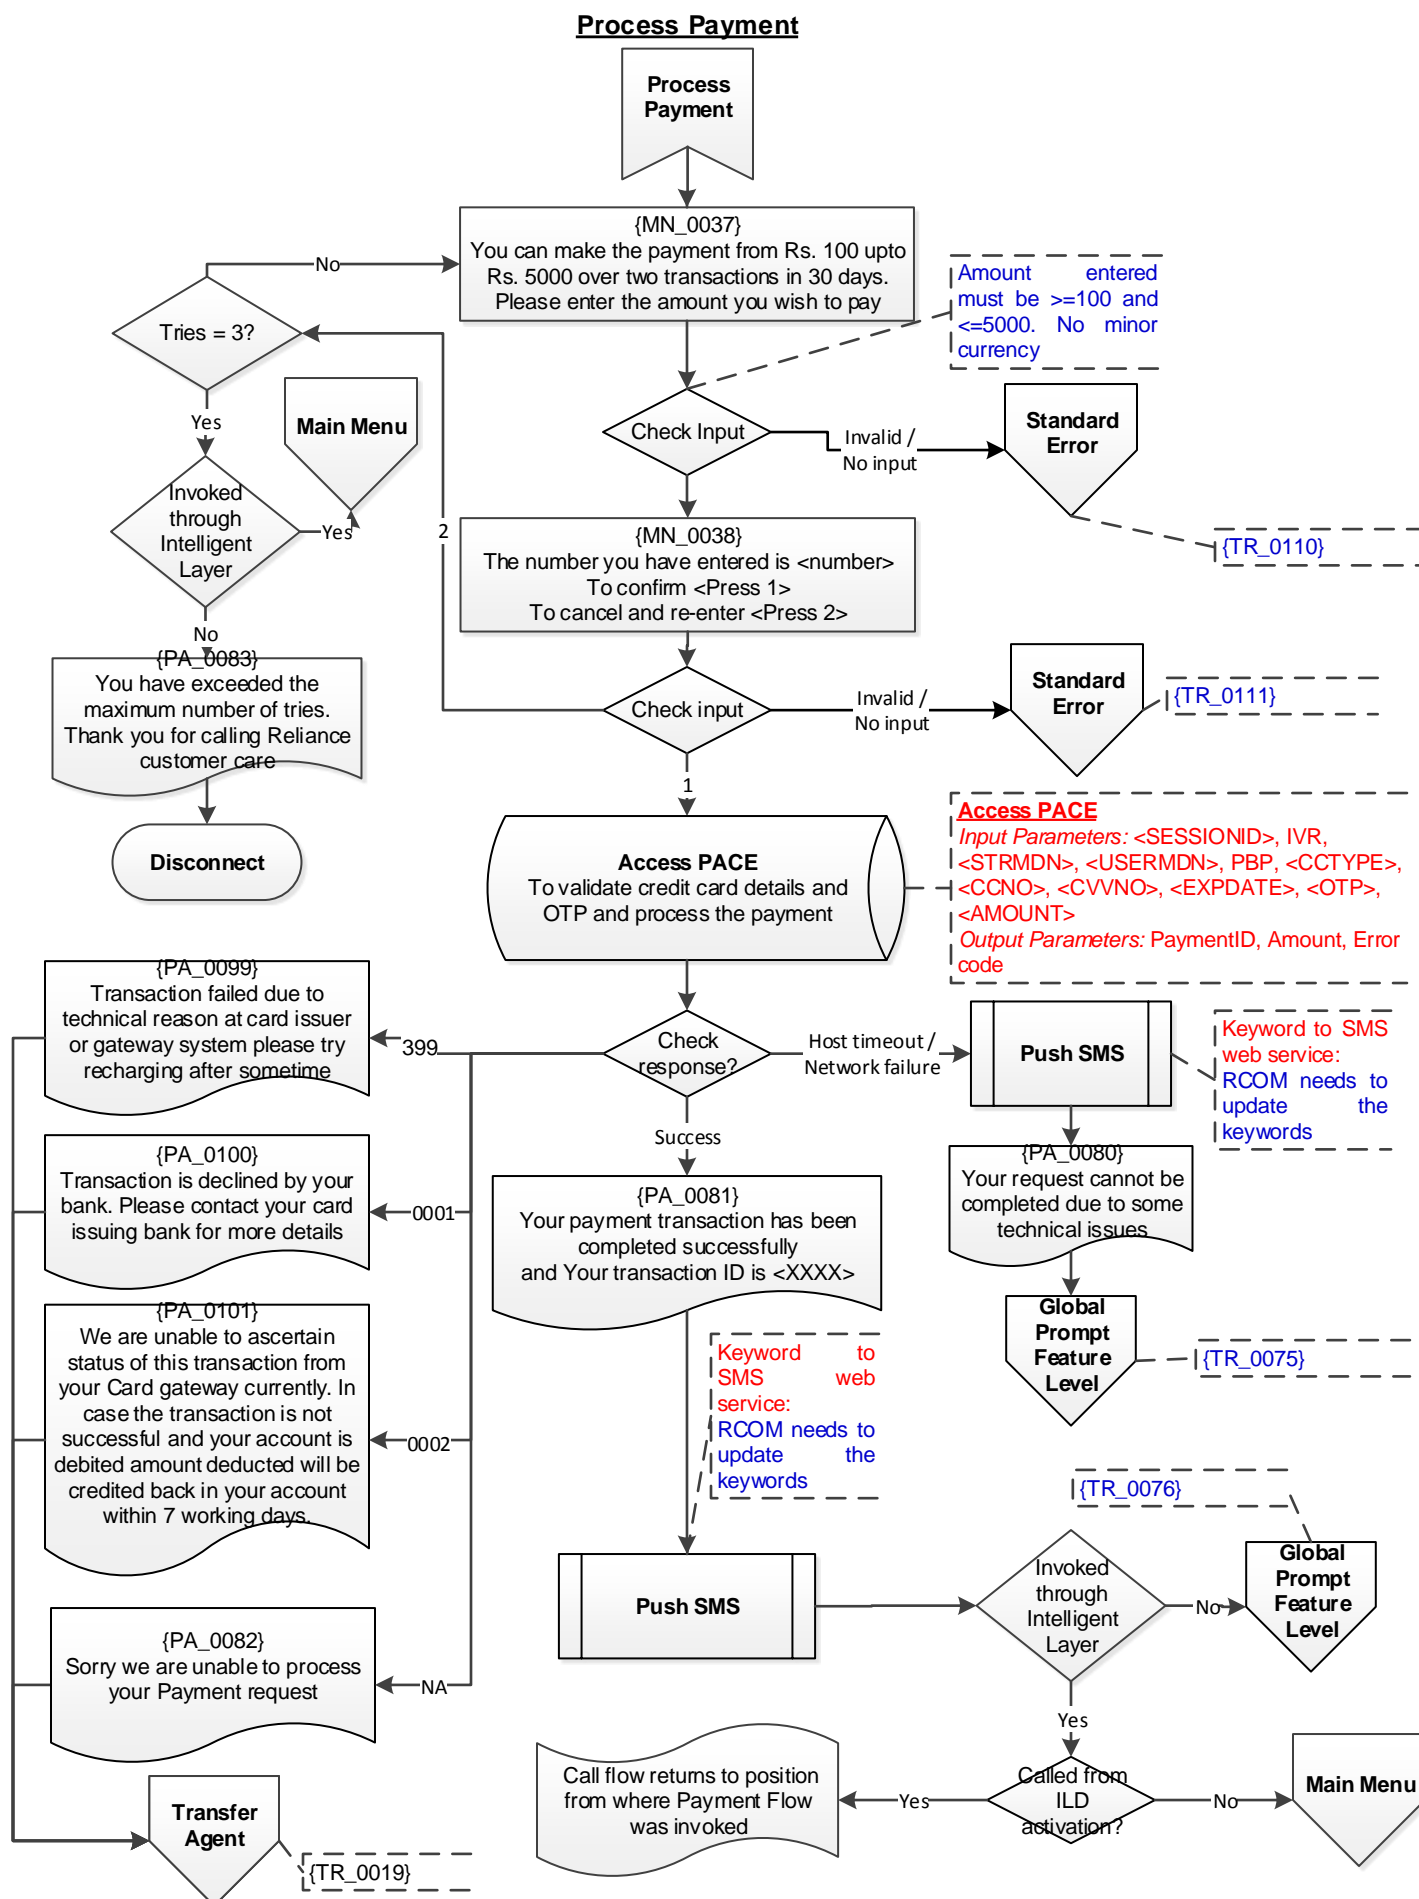 Process Payment
Process
Payment
{MN_0037}
You can make the payment from Rs. 100 upto
Rs. 5000 over two transactions in 30 days.
Please enter the amount you wish to pay
No
Amount entered
must be >=100 and
<=5000. No minor
currency
Tries = 3?
Yes
Main Menu
Check Input
Invalid /
No input
Standard
Error
{TR_0110}
Invoked
through
Intelligent
Layer
Yes
2
{MN_0038}
The number you have entered is <number>
To confirm <Press 1>
To cancel and re-enter <Press 2>
No
{PA_0083}
You have exceeded the
maximum number of tries.
Thank you for calling Reliance
customer care
Check input
Invalid /
No input
Standard
Error
{TR_0111}
1
Disconnect
Access PACE
To validate credit card details and
OTP and process the payment
Access PACE
Input Parameters: <SESSIONID>, IVR,
<STRMDN>, <USERMDN>, PBP, <CCTYPE>,
<CCNO>, <CVVNO>, <EXPDATE>, <OTP>,
<AMOUNT>
Output Parameters: PaymentID, Amount, Error
code
{PA_0099}
Transaction failed due to
technical reason at card issuer
or gateway system please try
recharging after sometime
399
Check
response?
Host timeout /
Network failure
Push SMS
Keyword to SMS
web service:
RCOM needs to
update the
keywords
Success
{PA_0100}
Transaction is declined by your
bank. Please contact your card
issuing bank for more details
0001
{PA_0081}
Your payment transaction has been
completed successfully
and Your transaction ID is <XXXX>
{PA_0080}
Your request cannot be
completed due to some
technical issues
Global
Prompt
Feature
Level
{TR_0075}
{PA_0101}
We are unable to ascertain
status of this transaction from
your Card gateway currently. In
case the transaction is not
successful and your account is
debited amount deducted will be
credited back in your account
within 7 working days.
0002
Keyword to
SMS web
service:
RCOM needs to
update the
keywords
{TR_0076}
Push SMS
Invoked
through
Intelligent
Layer
No
Global
Prompt
Feature
Level
{PA_0082}
Sorry we are unable to process
your Payment request
NA
Yes
Call flow returns to position
from where Payment Flow
was invoked
Yes
Called from
ILD
activation?
No
Main Menu
Transfer
Agent
{TR_0019}